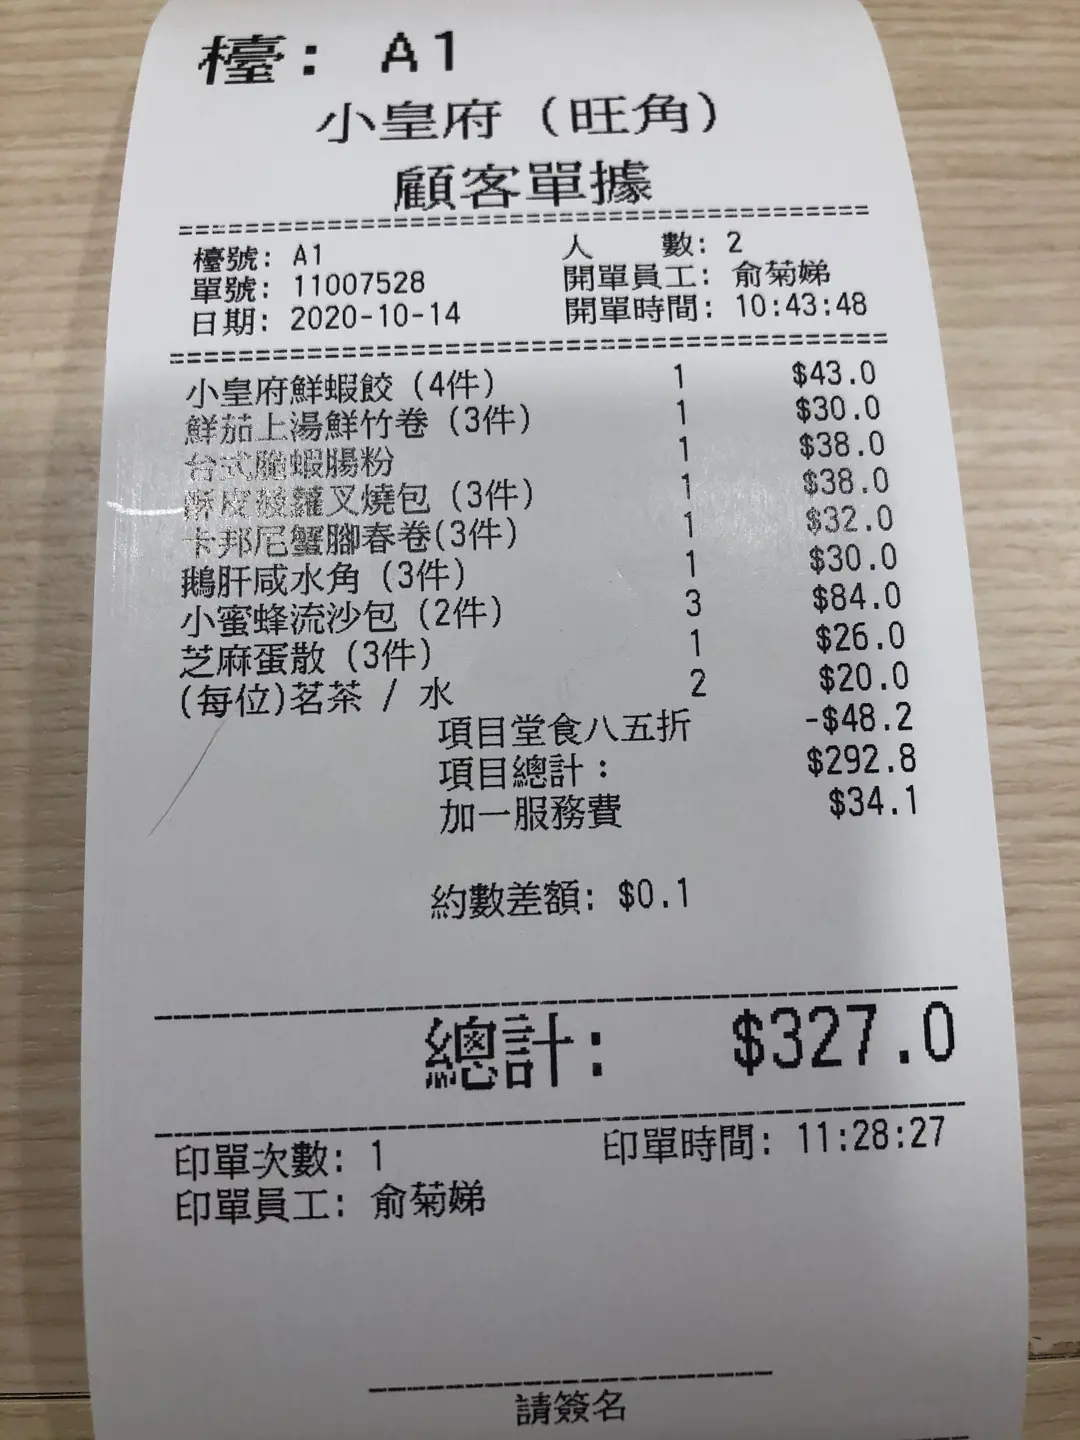 檯: A1
小皇府（旺角）
顧客單據
檯號: A1 人 數: 2
單號: 11007528 開單員工: 俞菊娣
日期: 2020-10-14 開單時間: 10:43:48
小皇府鮮蝦餃（4件） 1 $43.0
鮮茄上湯鮮竹卷（3件） 1 $30.0
台式脆蝦腸粉 1 $38.0
酥皮菠蘿叉燒包（3件） 1 $38.0
卡邦尼蟹腳春卷(3件） 1 $32.0
鵝肝咸水角（3件） 1 $30.0
小蜜蜂流沙包（2件） 3 $84.0
芝麻蛋散（3件） 1 $26.0
(每位)茗茶 / 水 2 $20.0
項目堂食八五折 -$48.2
項目總計： $292.8
加一服務費 $34.1
約數差額: $0.1
總計: $327.0
印單次數: 1 印單時間: 11:28:27
印單員工: 俞菊娣
請簽名